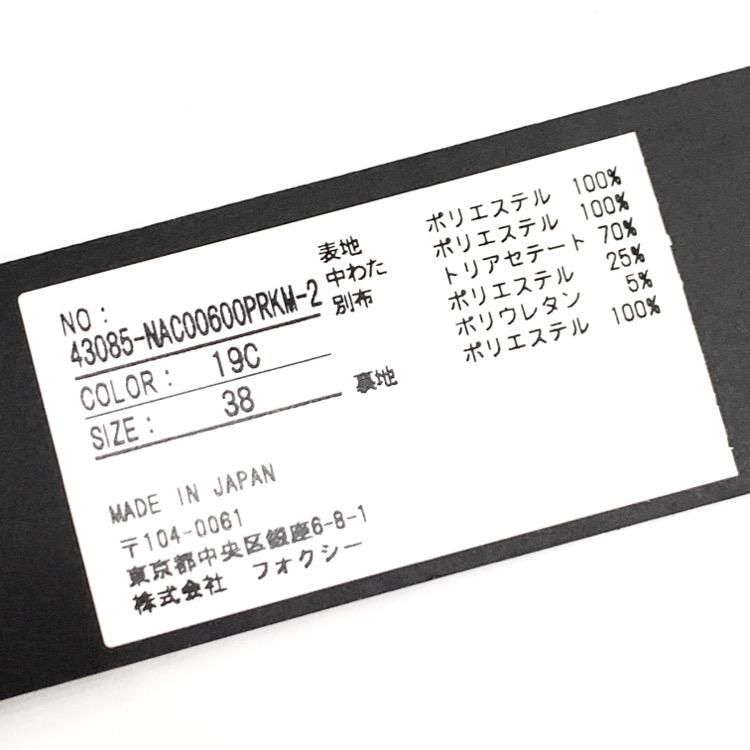 NO:
43085-NAC00600PRKM-2
COLOR: 19C
SIZE: 38
表地 ポリエステル 100%
中わた ポリエステル 100%
別布 トリアセテート 70%
ポリエステル 25%
ポリウレタン 5%
裏地 ポリエステル 100%
MADE IN JAPAN
〒104-0061
東京都中央区銀座6-8-1
株式会社 フォクシー